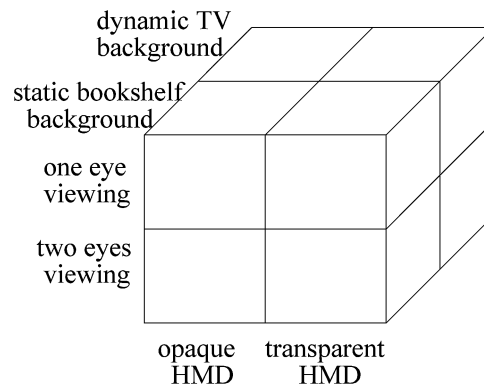 dynamic TV
background
static bookshelf
background
one eye
viewing
two eyes
viewing
opaque
HMD
transparent
HMD